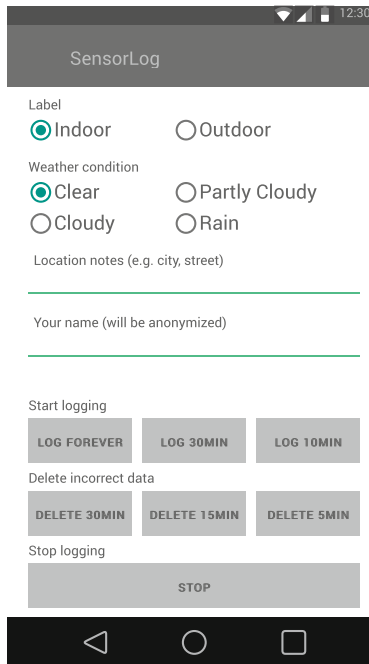 12:30
SensorLog
Label
Indoor Outdoor
Weather condition
Clear Partly Cloudy
Cloudy Rain
Location notes (e.g. city, street)
Your name (will be anonymized)
Start logging
LOG FOREVER LOG 30MIN LOG 10MIN
Delete incorrect data
DELETE 30MIN DELETE 15MIN DELETE 5MIN
Stop logging
STOP